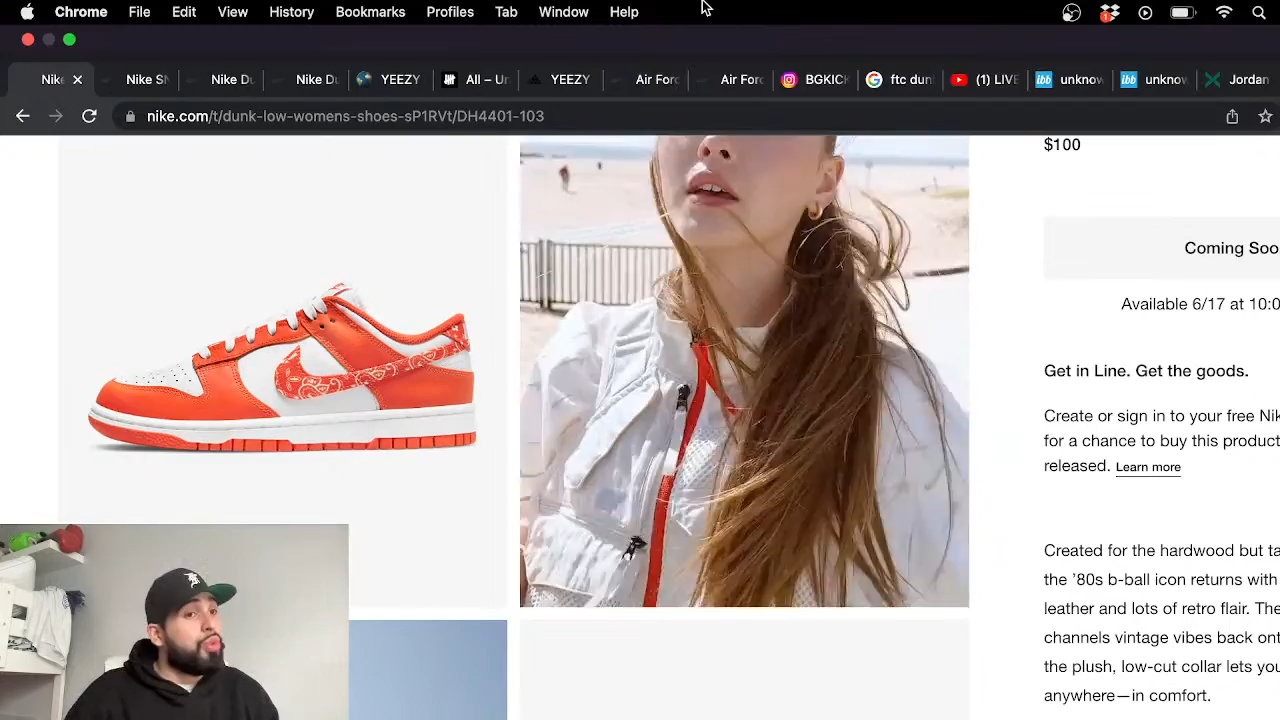 Chrome File Edit View History Bookmarks Profiles Tab Window Help
1
Nike Nike SN Nike Du Nike Du YEEZY All – Un YEEZY Air Forc Air Forc BGKICK ftc dun (1) LIVE unknow unknow Jordan
nike.com/t/dunk-low-womens-shoes-sP1RVt/DH4401-103
$100
Coming Soo
Available 6/17 at 10:0
Get in Line. Get the goods.
Create or sign in to your free Nik
for a chance to buy this product
released. Learn more
Created for the hardwood but ta
the '80s b-ball icon returns with
leather and lots of retro flair. The
channels vintage vibes back ont
the plush, low-cut collar lets you
anywhere—in comfort.